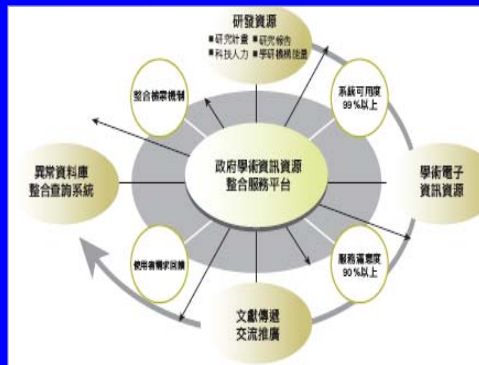 研發資源
■研究計畫 ■研究報告
■科技人力 ■學研機構能量
整合檢索機制
系統可用度
99%以上
政府學術資訊資源
整合服務平台
異常資料庫
整合查詢系統
學術電子
資訊資源
使用者需求回饋
服務滿意度
90%以上
文獻傳遞
交流推廣